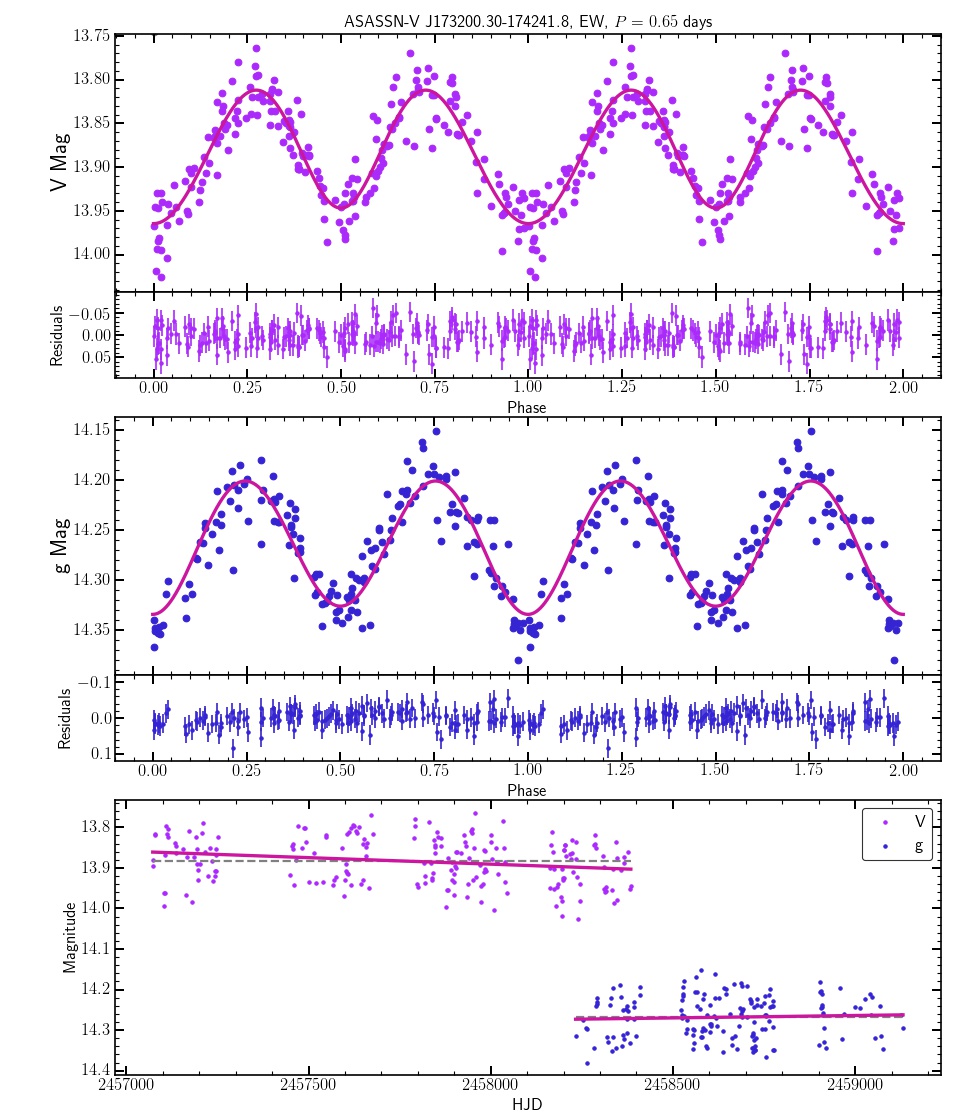 ASASSN-V J173200.30-174241.8, EW, P = 0.65 days
13.75
13.80
13.85
13.90
13.95
14.00
V Mag
−0.05
0.00
0.05
Residuals
0.00 0.25 0.50 0.75 1.00 1.25 1.50 1.75 2.00
Phase
14.15
14.20
14.25
14.30
14.35
g Mag
−0.1
0.0
0.1
Residuals
0.00 0.25 0.50 0.75 1.00 1.25 1.50 1.75 2.00
Phase
V
g
13.8
13.9
14.0
14.1
14.2
14.3
14.4
Magnitude
2457000 2457500 2458000 2458500 2459000
HJD